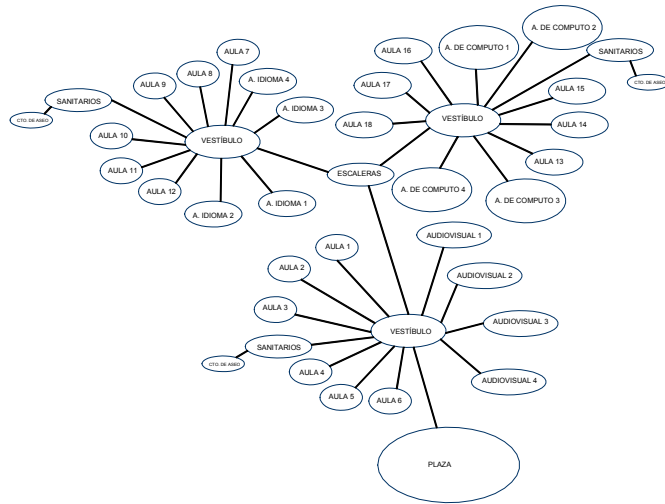 A. DE COMPUTO 2
AULA 7
AULA 16
A. DE COMPUTO 1
SANITARIOS
AULA 8
A. IDIOMA 4
AULA 9
AULA 17
CTO. DE ASEO
AULA 15
SANITARIOS
A. IDIOMA 3
CTO. DE ASEO
AULA 18
VESTÍBULO
AULA 14
AULA 10
VESTÍBULO
AULA 13
AULA 11
ESCALERAS
AULA 12
A. DE COMPUTO 4
A. IDIOMA 1
A. DE COMPUTO 3
A. IDIOMA 2
AUDIOVISUAL 1
AULA 1
AULA 2
AUDIOVISUAL 2
AULA 3
AUDIOVISUAL 3
VESTÍBULO
SANITARIOS
CTO. DE ASEO
AULA 4
AUDIOVISUAL 4
AULA 5
AULA 6
PLAZA